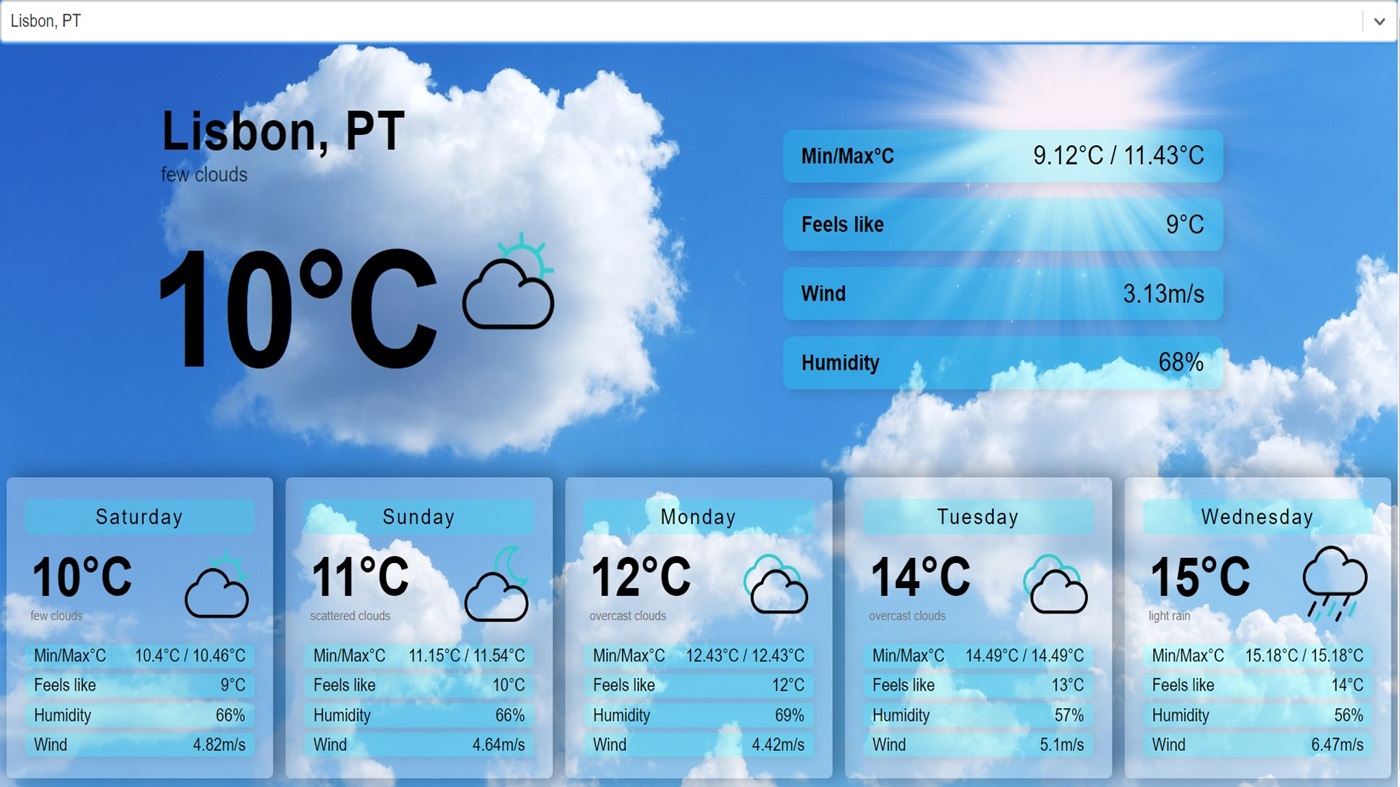 Lisbon, PT
Lisbon, PT
few clouds
10°C
Min/Max°C 9.12°C / 11.43°C
Feels like 9°C
Wind 3.13m/s
Humidity 68%
Saturday
10°C
few clouds
Min/Max°C 10.4°C / 10.46°C
Feels like 9°C
Humidity 66%
Wind 4.82m/s
Sunday
11°C
scattered clouds
Min/Max°C 11.15°C / 11.54°C
Feels like 10°C
Humidity 66%
Wind 4.64m/s
Monday
12°C
overcast clouds
Min/Max°C 12.43°C / 12.43°C
Feels like 12°C
Humidity 69%
Wind 4.42m/s
Tuesday
14°C
overcast clouds
Min/Max°C 14.49°C / 14.49°C
Feels like 13°C
Humidity 57%
Wind 5.1m/s
Wednesday
15°C
light rain
Min/Max°C 15.18°C / 15.18°C
Feels like 14°C
Humidity 56%
Wind 6.47m/s